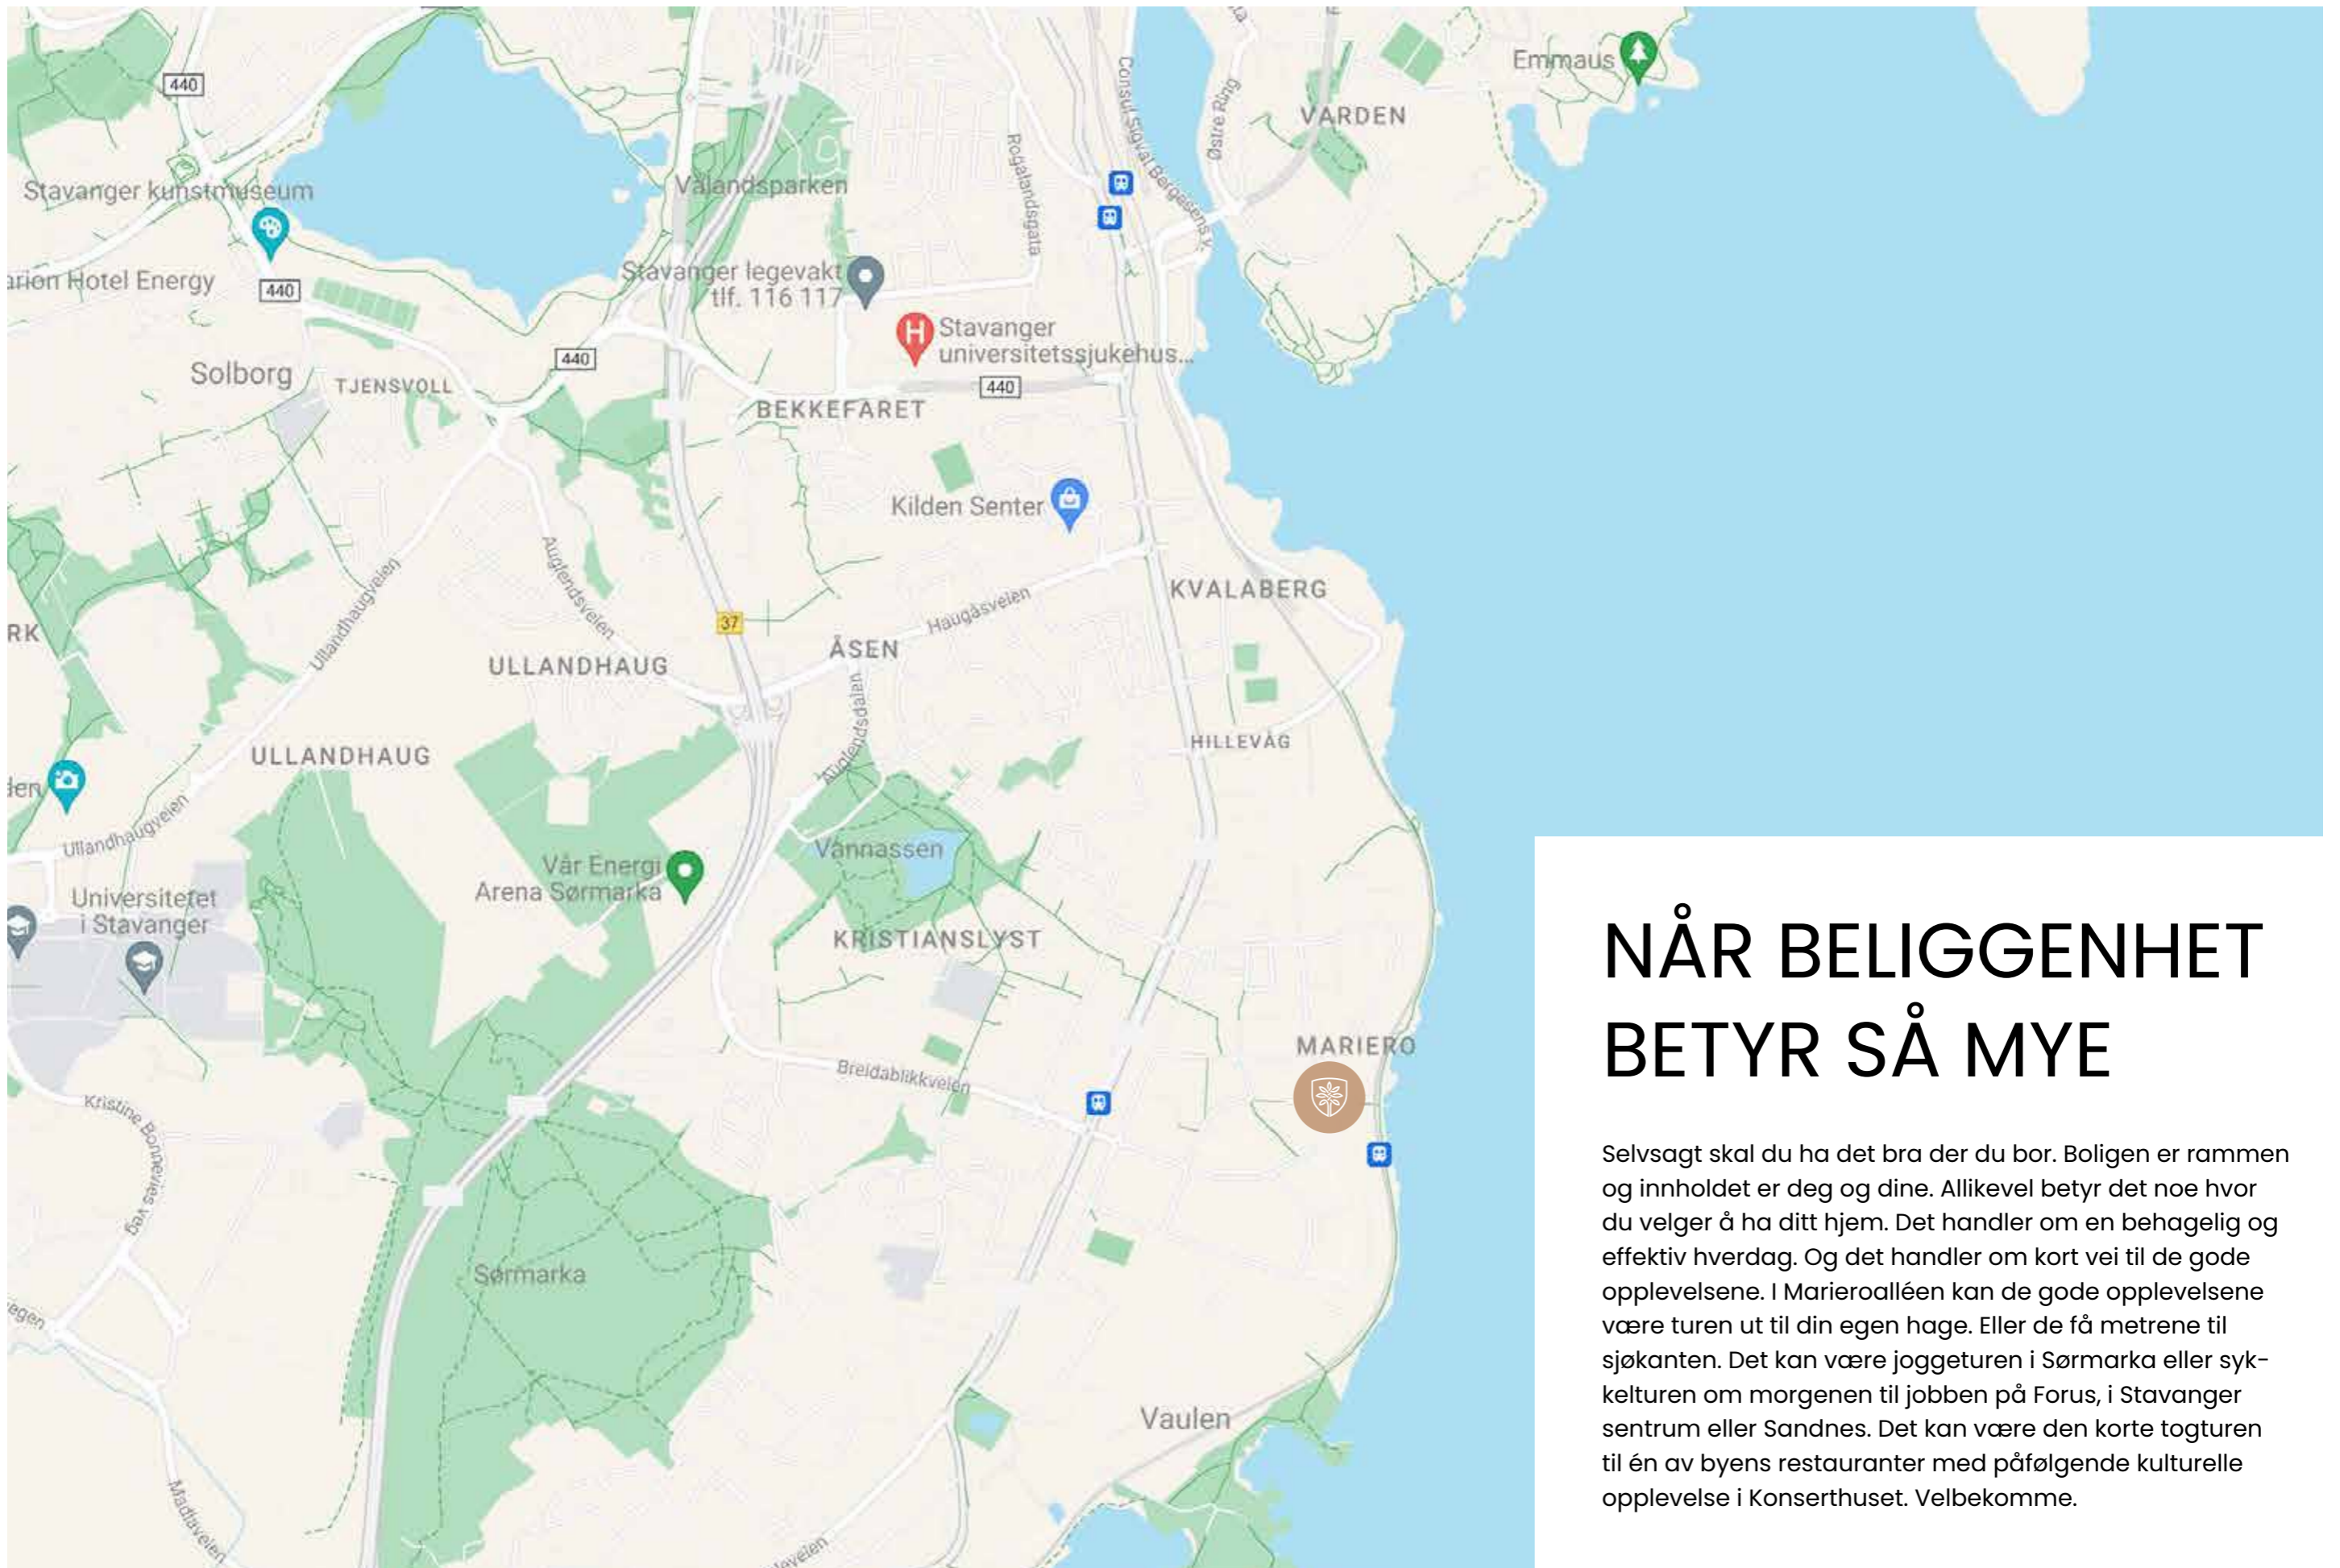 Emmaus
440
VARDEN
Consul Sigval Bergesens v.
Østre Ring
Rogalandsgata
Stavanger kunstmuseum
Vålandsparken
Hotel Energy
440
Stavanger legevakt
tlf. 116 117
H
Stavanger
universitetssjukehus...
440
440
Solborg
TJENSVOLL
BEKKEFARET
Kilden Senter
Auglendsveien
Ullandhaugveien
KVALABERG
Haugåsveien
37
RK
ÅSEN
ULLANDHAUG
Auglendsdalen
HILLEVÅG
ULLANDHAUG
Ullandhaugveien
Vannassen
Vår Energi
Arena Sørmarka
Universitetet
i Stavanger
KRISTIANSLYST
MARIERO
Breidablikkveien
Kristine Bonnevies veg
Sørmarka
Vaulen
Madlaveien
NÅR BELIGGENHET
BETYR SÅ MYE
Selvsagt skal du ha det bra der du bor. Boligen er rammen
og innholdet er deg og dine. Allikevel betyr det noe hvor
du velger å ha ditt hjem. Det handler om en behagelig og
effektiv hverdag. Og det handler om kort vei til de gode
opplevelsene. I Marieroalléen kan de gode opplevelsene
være turen ut til din egen hage. Eller de få metrene til
sjøkanten. Det kan være joggeturen i Sørmarka eller syk-
kelturen om morgenen til jobben på Forus, i Stavanger
sentrum eller Sandnes. Det kan være den korte togturen
til én av byens restauranter med påfølgende kulturelle
opplevelse i Konserthuset. Velbekomme.